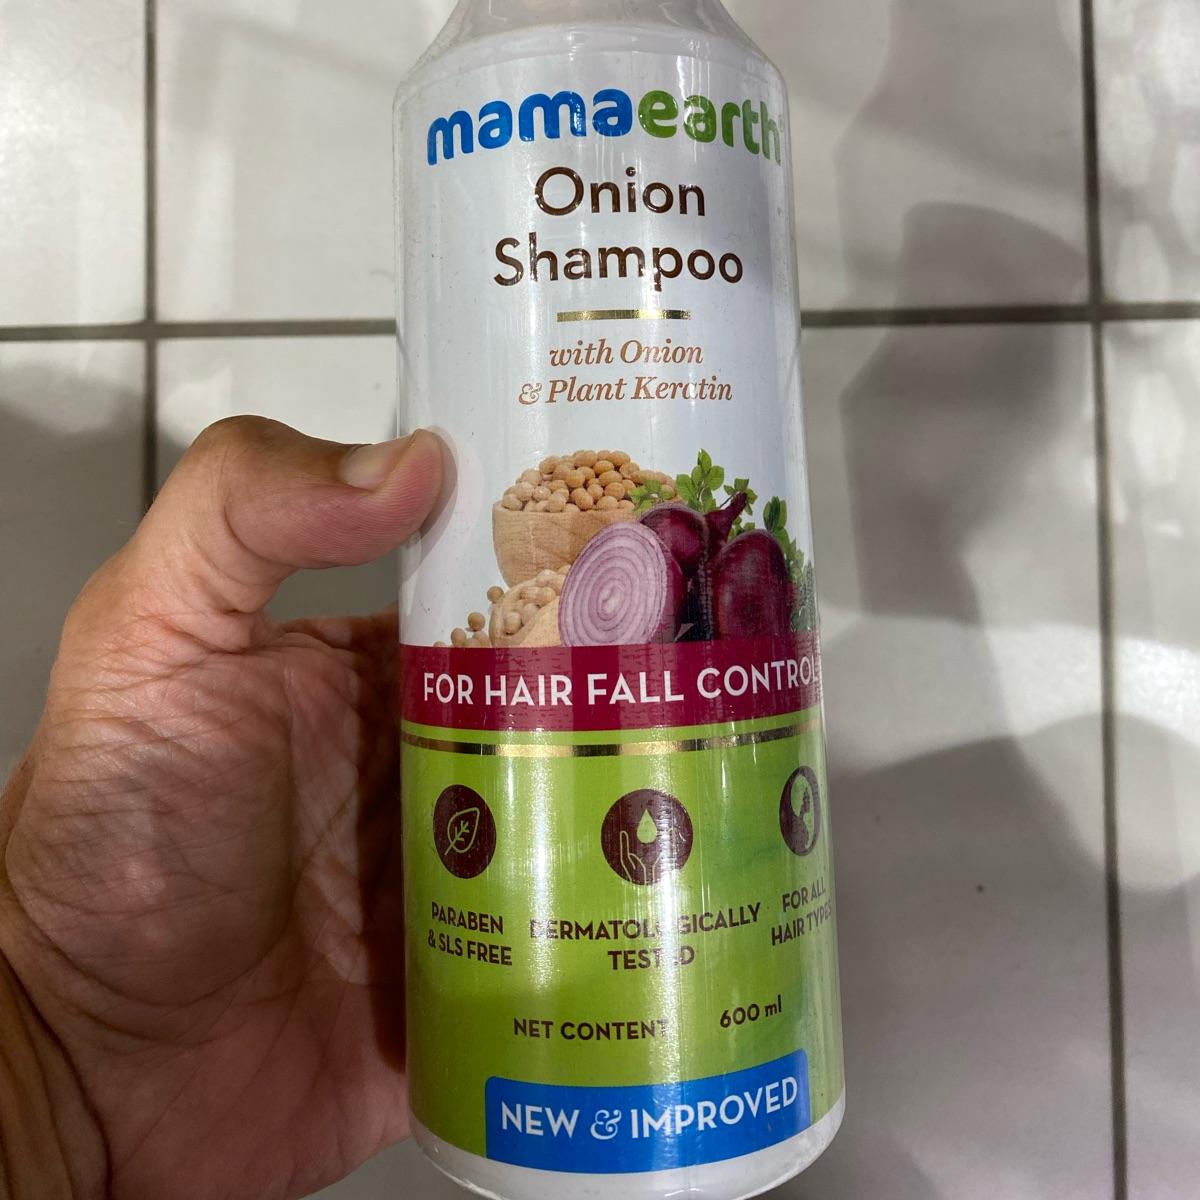 mamaearth
Onion
Shampoo
with Onion
& Plant Keratin
FOR HAIR FALL CONTROL
PARABEN
& SLS FREE
DERMATOLOGICALLY
TESTED
FOR ALL
HAIR TYPES
NET CONTENT 600 ml
NEW & IMPROVED